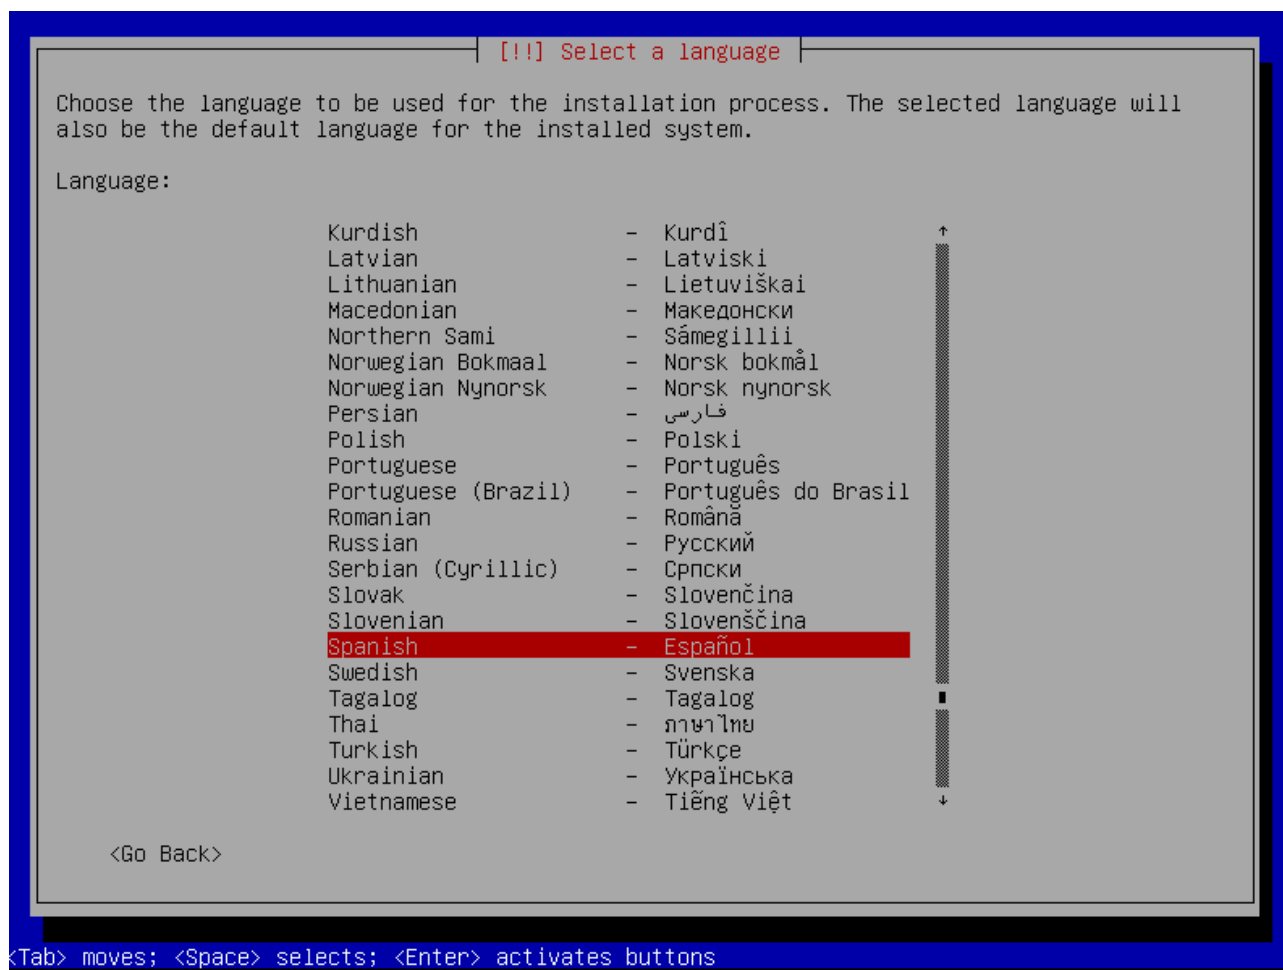 [!!] Select a language
Choose the language to be used for the installation process. The selected language will
also be the default language for the installed system.
Language:
Kurdish - Kurdî
Latvian - Latviski
Lithuanian - Lietuviškai
Macedonian - Македонски
Northern Sami - Sámegillii
Norwegian Bokmaal - Norsk bokmål
Norwegian Nynorsk - Norsk nynorsk
Persian - فارسی
Polish - Polski
Portuguese - Português
Portuguese (Brazil) - Português do Brasil
Romanian - Română
Russian - Русский
Serbian (Cyrillic) - Српски
Slovak - Slovenčina
Slovenian - Slovenščina
Spanish - Español
Swedish - Svenska
Tagalog - Tagalog
Thai - ภาษาไทย
Turkish - Türkçe
Ukrainian - Українська
Vietnamese - Tiếng Việt
<Go Back>
<Tab> moves; <Space> selects; <Enter> activates buttons